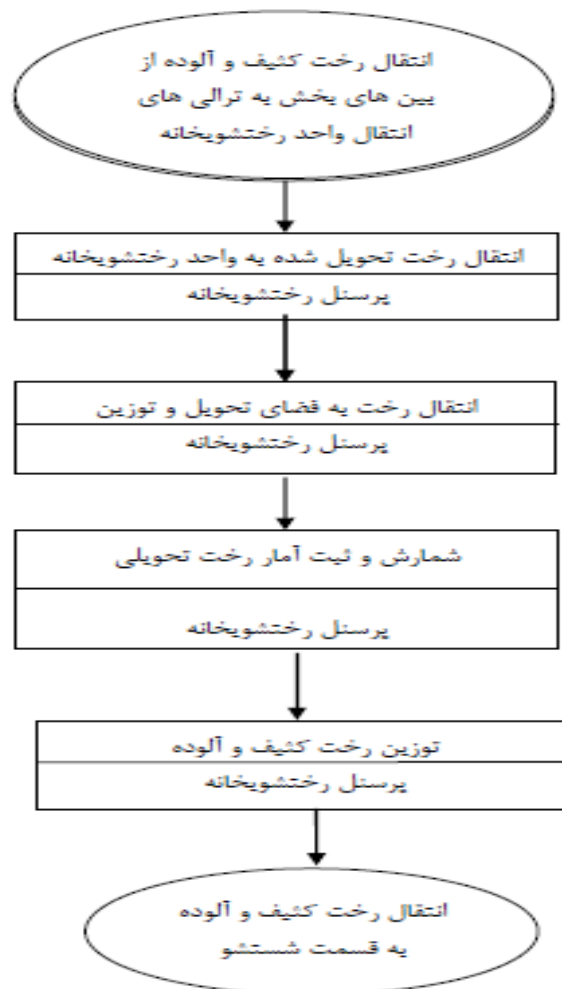 انتقال رخت کثیف و آلوده از
بین های بخش به ترالی های
انتقال واحد رختشویخانه
انتقال رخت تحویل شده به واحد رختشویخانه
پرسنل رختشویخانه
انتقال رخت به فضای تحویل و توزین
پرسنل رختشویخانه
شمارش و ثبت آمار رخت تحویلی
پرسنل رختشویخانه
توزین رخت کثیف و آلوده
پرسنل رختشویخانه
انتقال رخت کثیف و آلوده
به قسمت شستشو